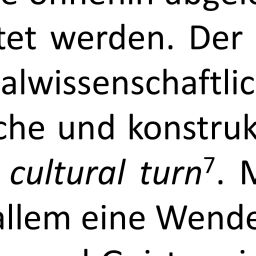 tet werden. Der
alwissenschaftlic
che und konstruk
cultural turn⁷. M
allem eine Wende